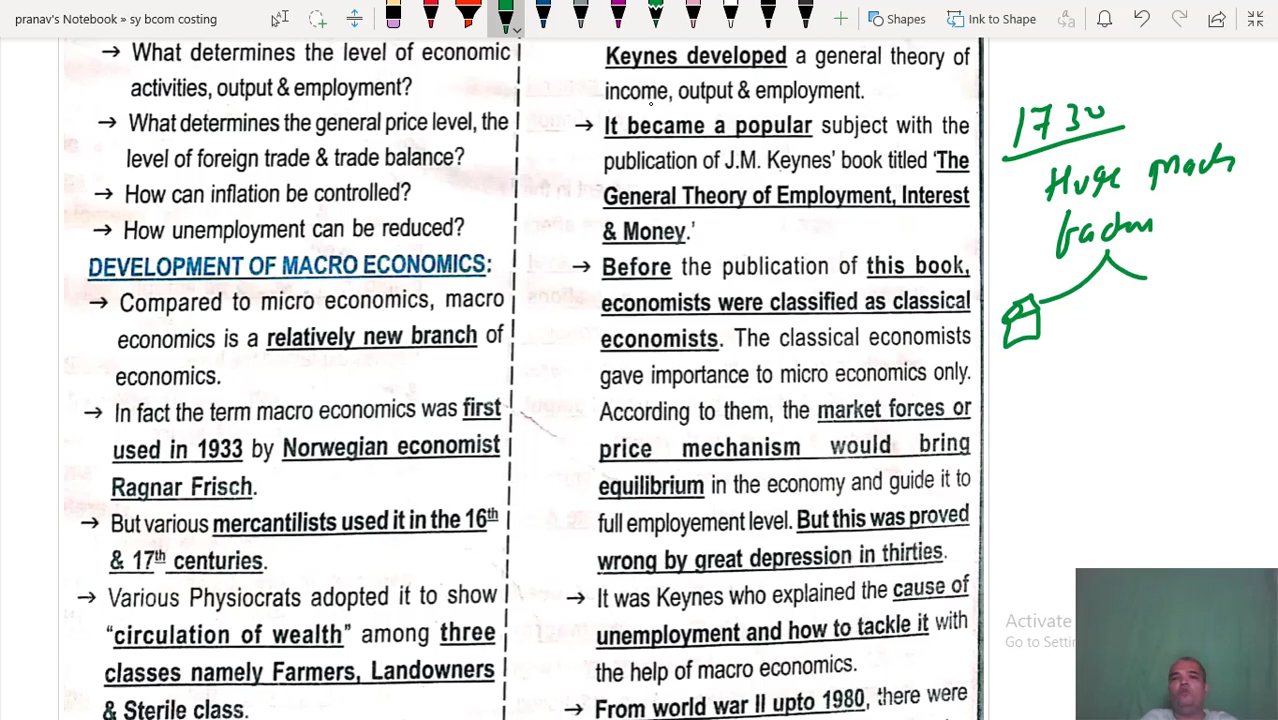 pranav's Notebook » sy bcom costing
Shapes
Ink to Shape
→ What determines the level of economic
activities, output & employment?
→ What determines the general price level, the
level of foreign trade & trade balance?
→ How can inflation be controlled?
→ How unemployment can be reduced?
DEVELOPMENT OF MACRO ECONOMICS:
→ Compared to micro economics, macro
economics is a relatively new branch of
economics.
→ In fact the term macro economics was first
used in 1933 by Norwegian economist
Ragnar Frisch.
→ But various mercantilists used it in the 16th
& 17th centuries.
→ Various Physiocrats adopted it to show
"circulation of wealth" among three
classes namely Farmers, Landowners
& Sterile class.
Keynes developed a general theory of
income, output & employment.
→ It became a popular subject with the
publication of J.M. Keynes' book titled 'The
General Theory of Employment, Interest
& Money.'
→ Before the publication of this book,
economists were classified as classical
economists. The classical economists
gave importance to micro economics only.
According to them, the market forces or
price mechanism would bring
equilibrium in the economy and guide it to
full employement level. But this was proved
wrong by great depression in thirties.
→ It was Keynes who explained the cause of
unemployment and how to tackle it with
the help of macro economics.
→ From world war II upto 1980, there were
1730
Huge
Activate
Go to Settin